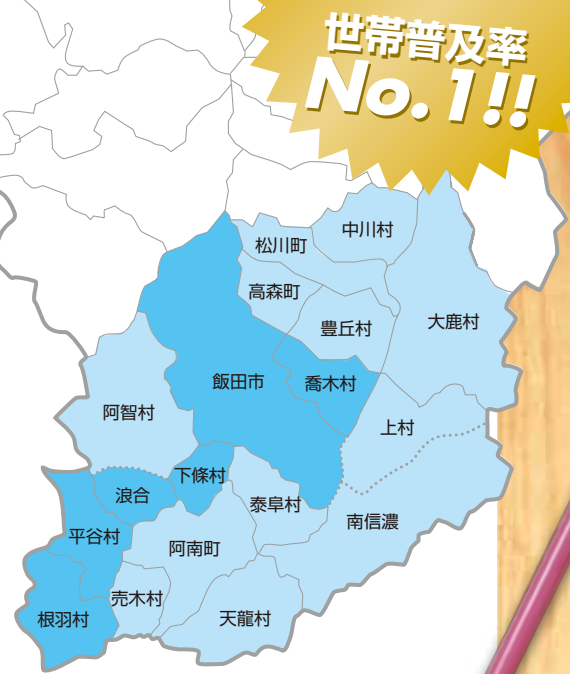 世帯普及率
No.1!!
中川村
松川町
高森町
大鹿村
豊丘村
飯田市
喬木村
阿智村
上村
下條村
浪合
泰阜村
南信濃
平谷村
阿南町
売木村
根羽村
天龍村